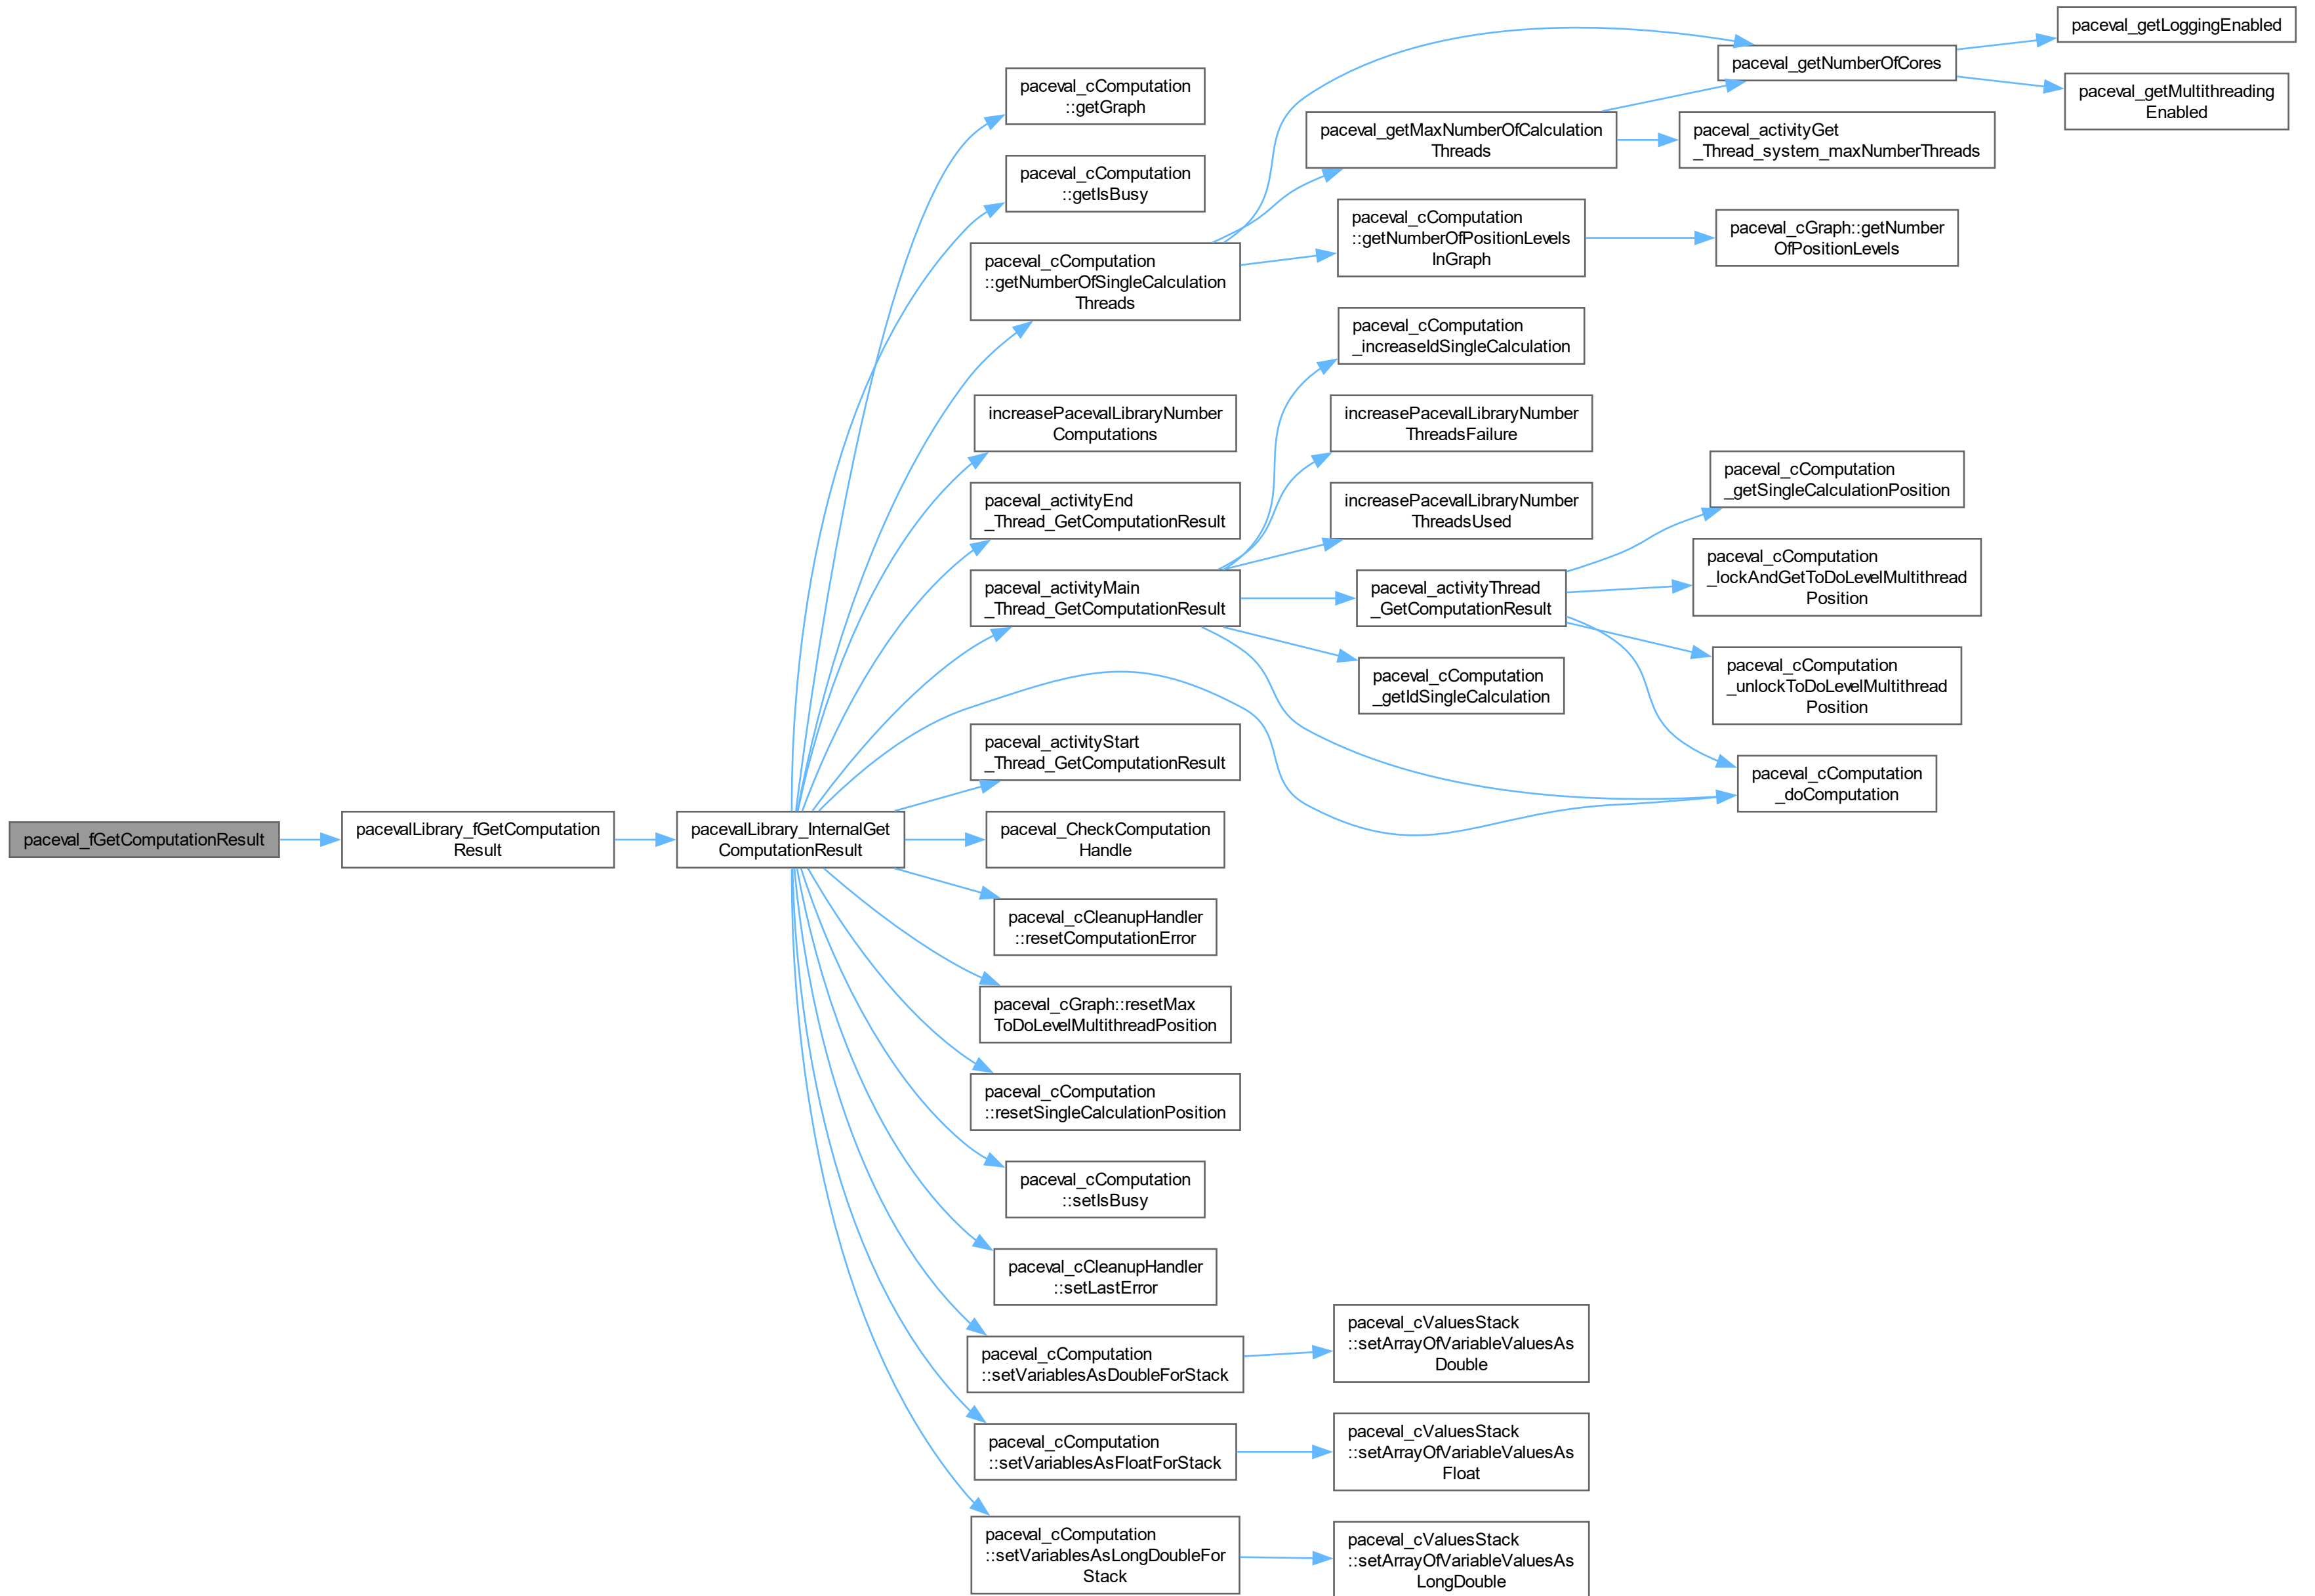 paceval_fGetComputationResult
pacevalLibrary_fGetComputation
Result
pacevalLibrary_InternalGet
ComputationResult
paceval_cComputation
::getGraph
paceval_cComputation
::getIsBusy
paceval_cComputation
::getNumberOfSingleCalculation
Threads
increasePacevalLibraryNumber
Computations
paceval_activityEnd
_Thread_GetComputationResult
paceval_activityMain
_Thread_GetComputationResult
paceval_activityStart
_Thread_GetComputationResult
paceval_CheckComputation
Handle
paceval_cCleanupHandler
::resetComputationError
paceval_cGraph::resetMax
ToDoLevelMultithreadPosition
paceval_cComputation
::resetSingleCalculationPosition
paceval_cComputation
::setIsBusy
paceval_cCleanupHandler
::setLastError
paceval_cComputation
::setVariablesAsDoubleForStack
paceval_cComputation
::setVariablesAsFloatForStack
paceval_cComputation
::setVariablesAsLongDoubleFor
Stack
paceval_getMaxNumberOfCalculation
Threads
paceval_cComputation
::getNumberOfPositionLevels
InGraph
paceval_cComputation
_increaseIdSingleCalculation
increasePacevalLibraryNumber
ThreadsFailure
increasePacevalLibraryNumber
ThreadsUsed
paceval_activityThread
_GetComputationResult
paceval_cComputation
_getIdSingleCalculation
paceval_cValuesStack
::setArrayOfVariableValuesAs
Double
paceval_cValuesStack
::setArrayOfVariableValuesAs
Float
paceval_cValuesStack
::setArrayOfVariableValuesAs
LongDouble
paceval_getNumberOfCores
paceval_activityGet
_Thread_system_maxNumberThreads
paceval_cGraph::getNumber
OfPositionLevels
paceval_cComputation
_getSingleCalculationPosition
paceval_cComputation
_lockAndGetToDoLevelMultithread
Position
paceval_cComputation
_unlockToDoLevelMultithread
Position
paceval_cComputation
_doComputation
paceval_getLoggingEnabled
paceval_getMultithreading
Enabled